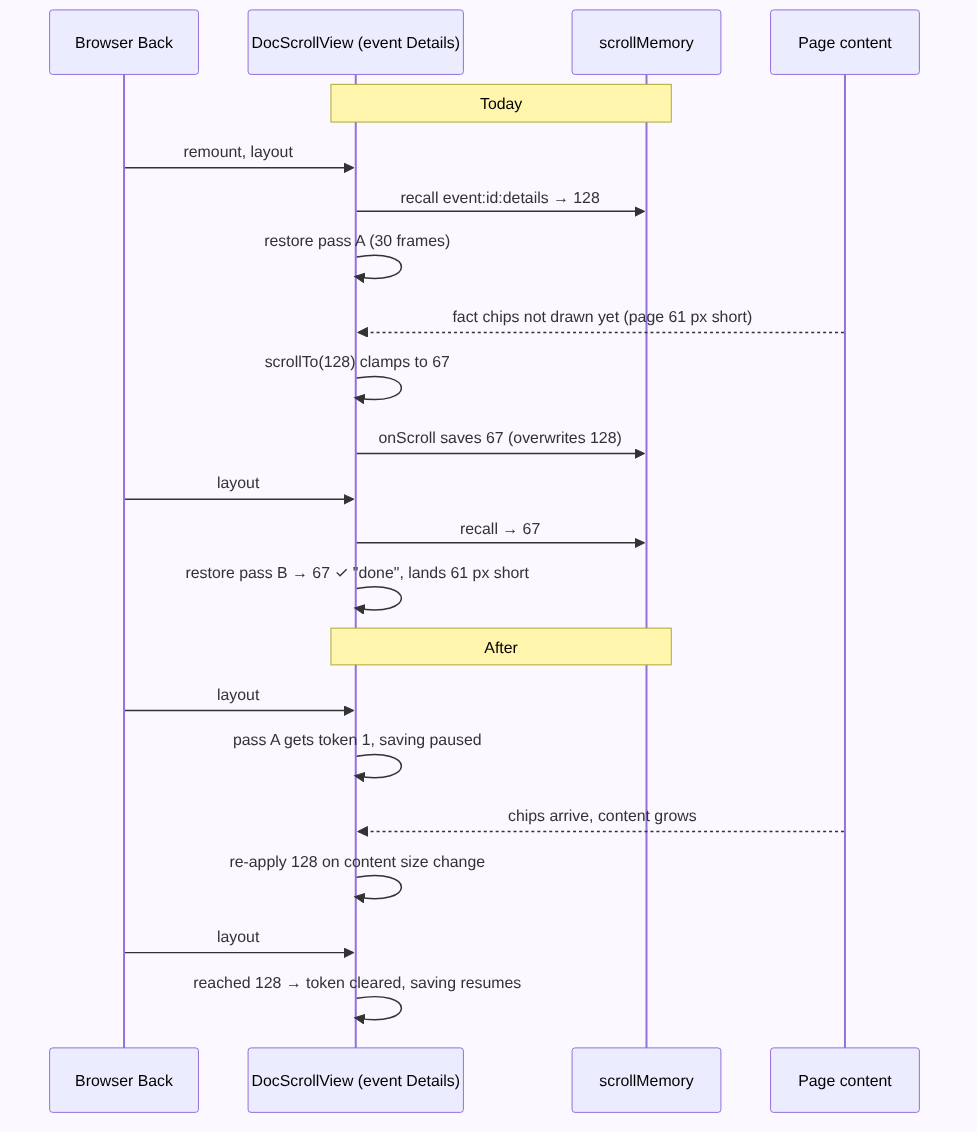 Browser Back
DocScrollView (event Details)
scrollMemory
Page content
Today
remount, layout
recall event:id:details → 128
restore pass A (30 frames)
fact chips not drawn yet (page 61 px short)
scrollTo(128) clamps to 67
onScroll saves 67 (overwrites 128)
layout
recall → 67
restore pass B → 67 ✓ "done", lands 61 px short
After
layout
pass A gets token 1, saving paused
chips arrive, content grows
re-apply 128 on content size change
layout
reached 128 → token cleared, saving resumes
Browser Back
DocScrollView (event Details)
scrollMemory
Page content